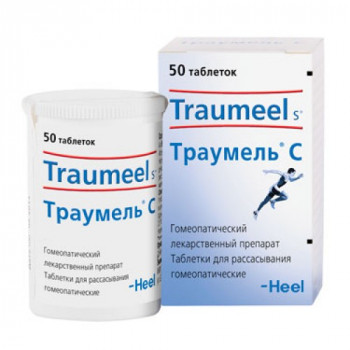 50 таблеток
Traumeel S®
Траумель® С
Гомеопатический
лекарственный препарат
Таблетки для рассасывания
гомеопатические
-Heel
50 таблеток
Traumeel S®
Траумель® С
Гомеопатический
лекарственный препарат
Таблетки для рассасывания
гомеопатические
-Heel